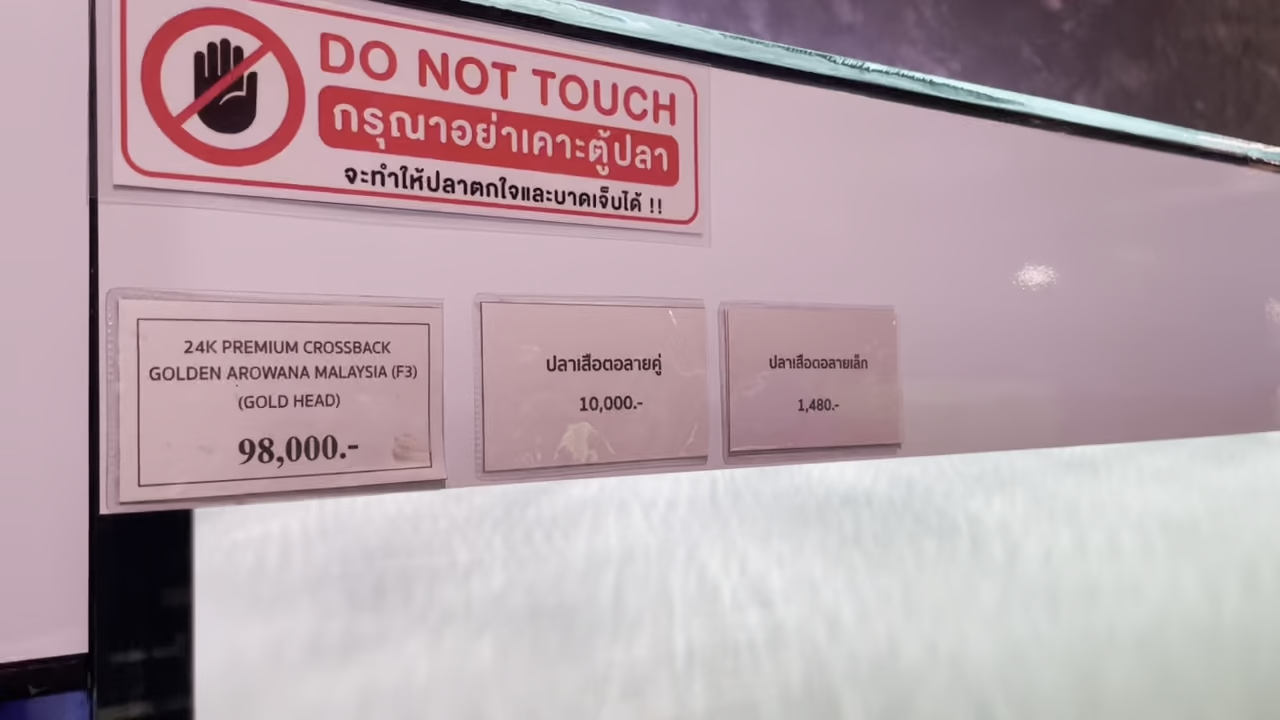 DO NOT TOUCH
กรุณาอย่าเคาะตู้ปลา
จะทำให้ปลาตกใจและบาดเจ็บได้ !!
24K PREMIUM CROSSBACK
GOLDEN AROWANA MALAYSIA (F3)
(GOLD HEAD)
98,000.-
ปลาเสือตอลายคู่
10,000.-
ปลาเสือตอลายเล็ก
1,480.-